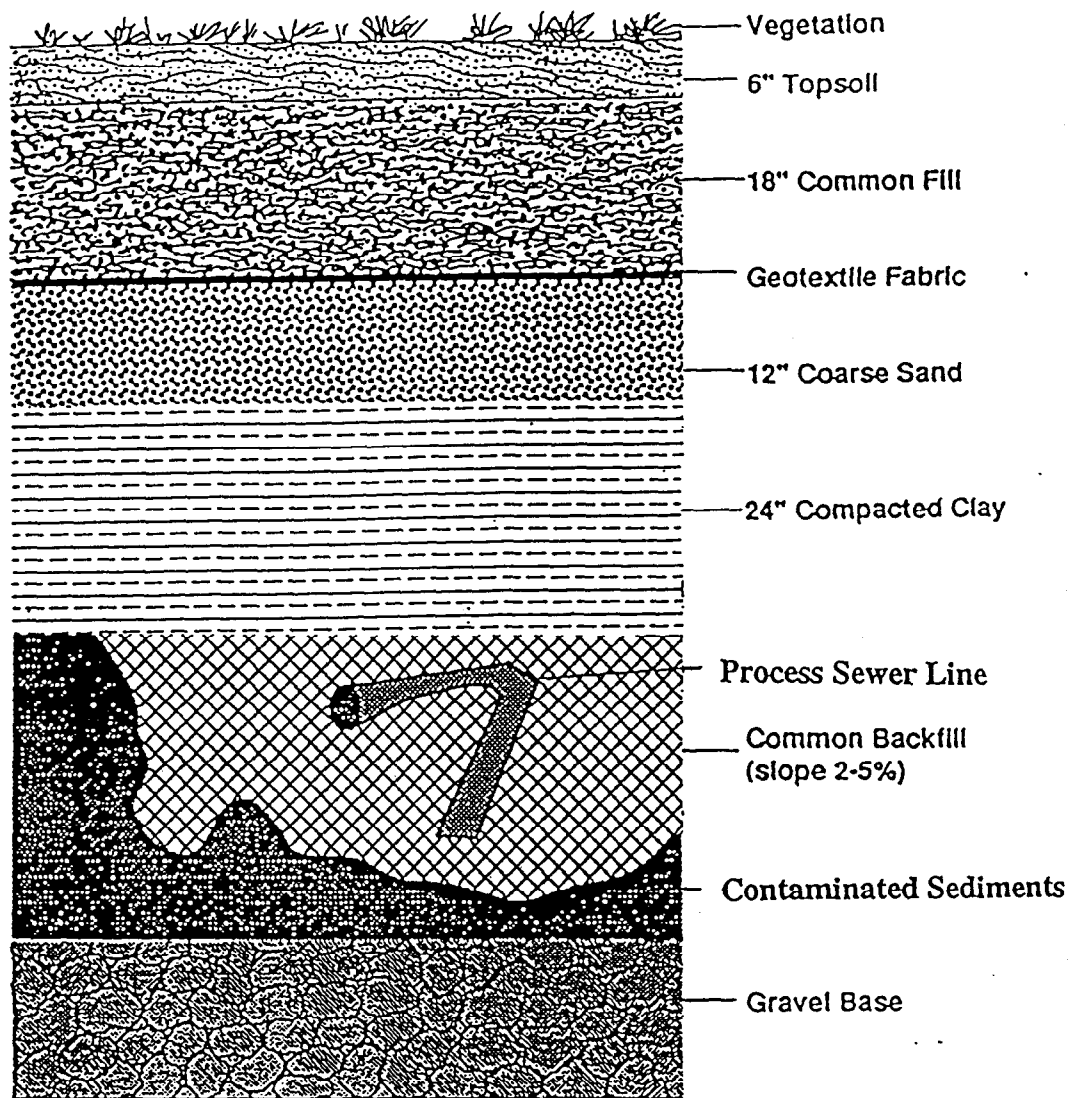 Vegetation
6" Topsoil
18" Common Fill
Geotextile Fabric
12" Coarse Sand
24" Compacted Clay
Process Sewer Line
Common Backfill
(slope 2-5%)
Contaminated Sediments
Gravel Base